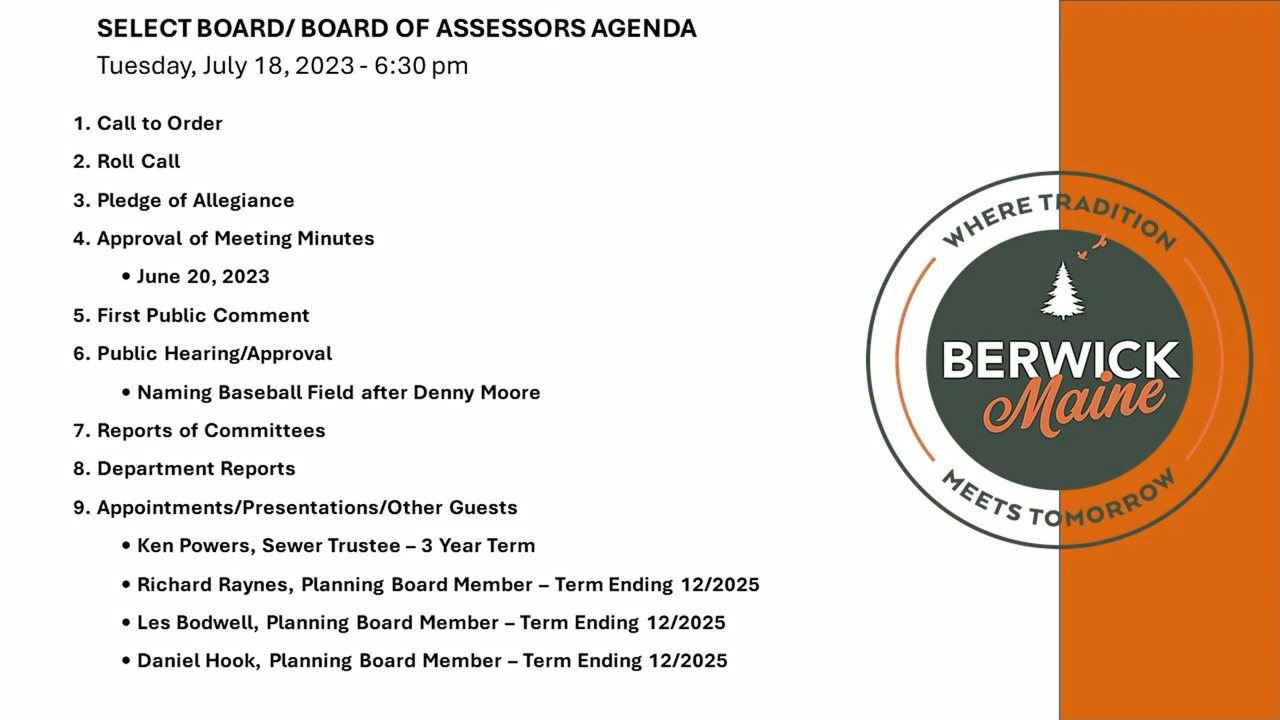 SELECT BOARD/ BOARD OF ASSESSORS AGENDA
Tuesday, July 18, 2023 - 6:30 pm
1. Call to Order
2. Roll Call
3. Pledge of Allegiance
4. Approval of Meeting Minutes
• June 20, 2023
5. First Public Comment
6. Public Hearing/Approval
• Naming Baseball Field after Denny Moore
7. Reports of Committees
8. Department Reports
9. Appointments/Presentations/Other Guests
• Ken Powers, Sewer Trustee – 3 Year Term
• Richard Raynes, Planning Board Member – Term Ending 12/2025
• Les Bodwell, Planning Board Member – Term Ending 12/2025
• Daniel Hook, Planning Board Member – Term Ending 12/2025
WHERE TRADITION
BERWICK
Maine
MEETS TOMORROW